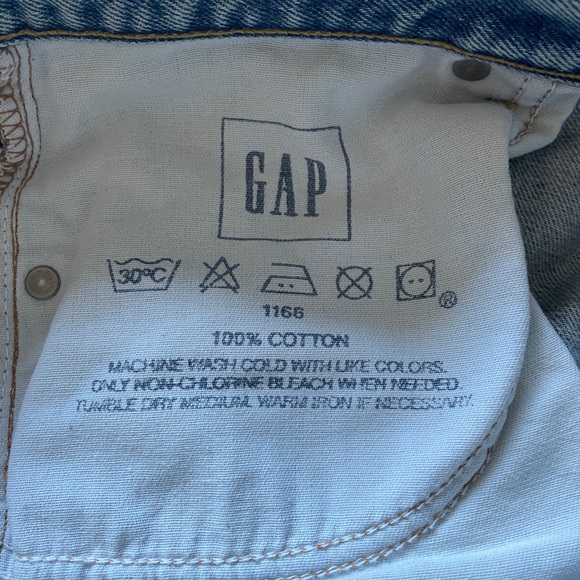 GAP
30°C
®
1166
100% COTTON
MACHINE WASH COLD WITH LIKE COLORS.
ONLY NON-CHLORINE BLEACH WHEN NEEDED.
TUMBLE DRY MEDIUM. WARM IRON IF NECESSARY.